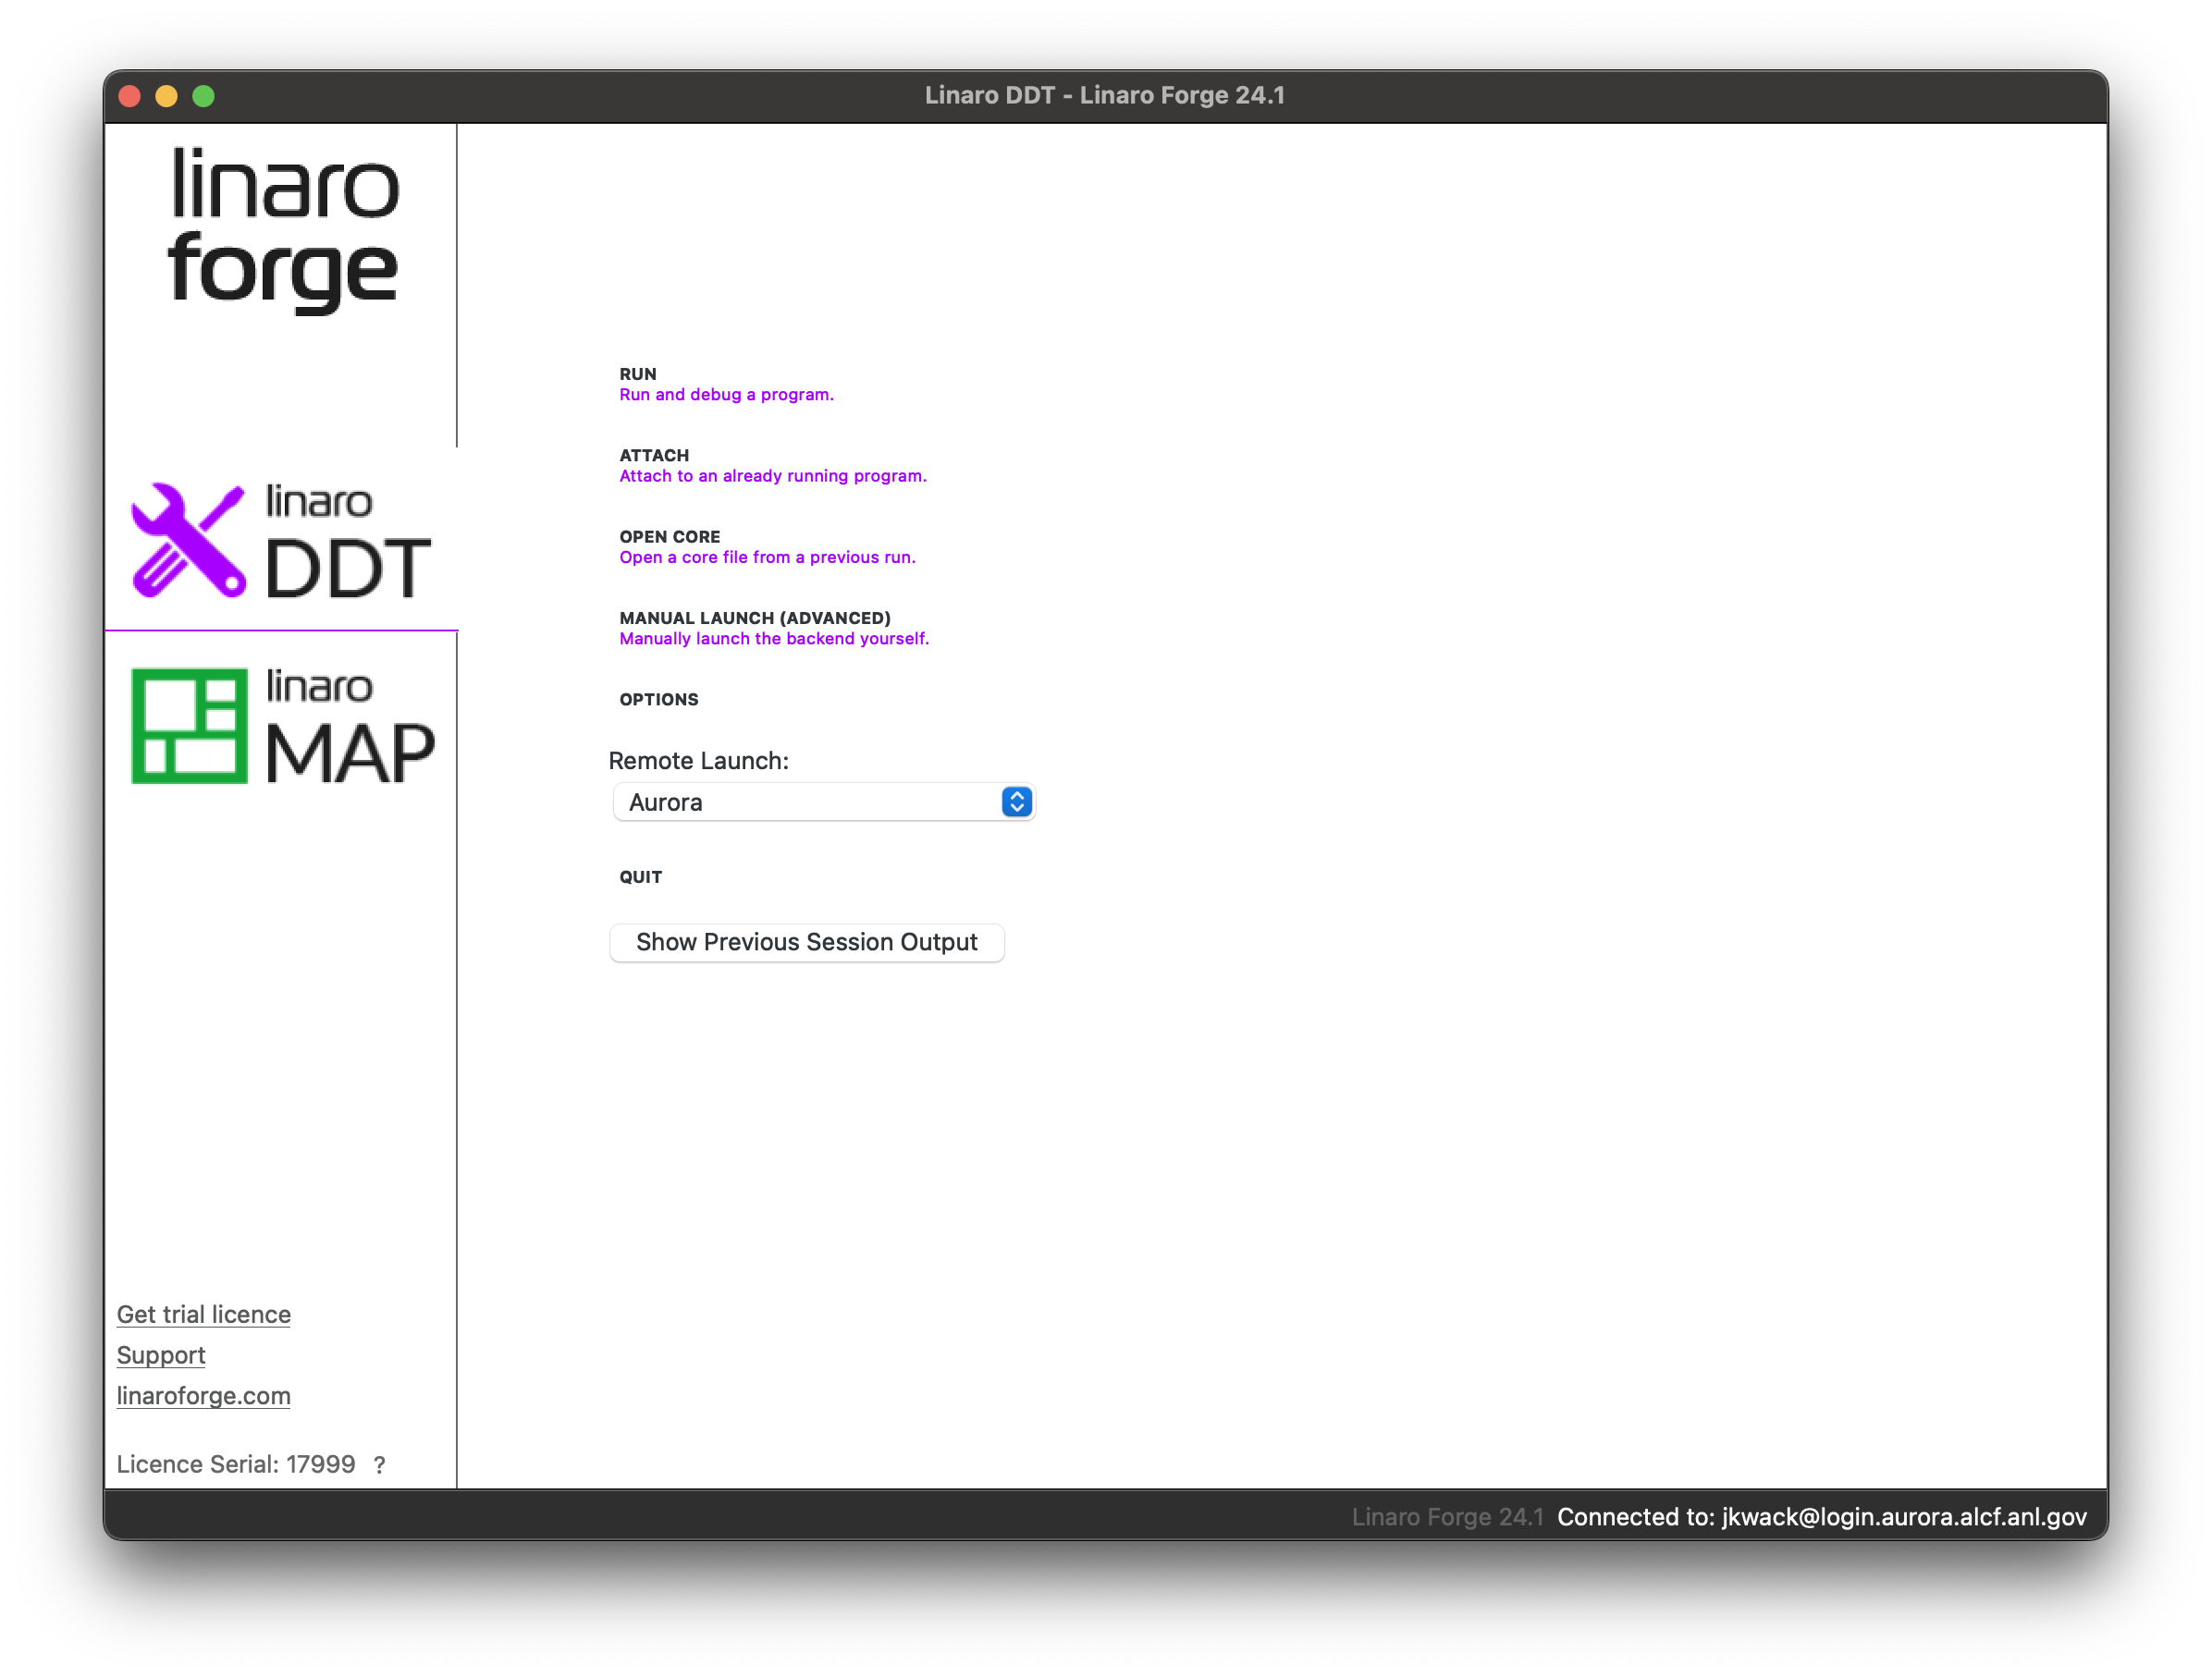 Linaro DDT - Linaro Forge 24.1
linaro
forge
linaro
DDT
linaro
MAP
Get trial licence
Support
linaroforge.com
Licence Serial: 17999 ?
RUN
Run and debug a program.
ATTACH
Attach to an already running program.
OPEN CORE
Open a core file from a previous run.
MANUAL LAUNCH (ADVANCED)
Manually launch the backend yourself.
OPTIONS
Remote Launch:
Aurora
QUIT
Show Previous Session Output
Linaro Forge 24.1 Connected to: jkwack@login.aurora.alcf.anl.gov